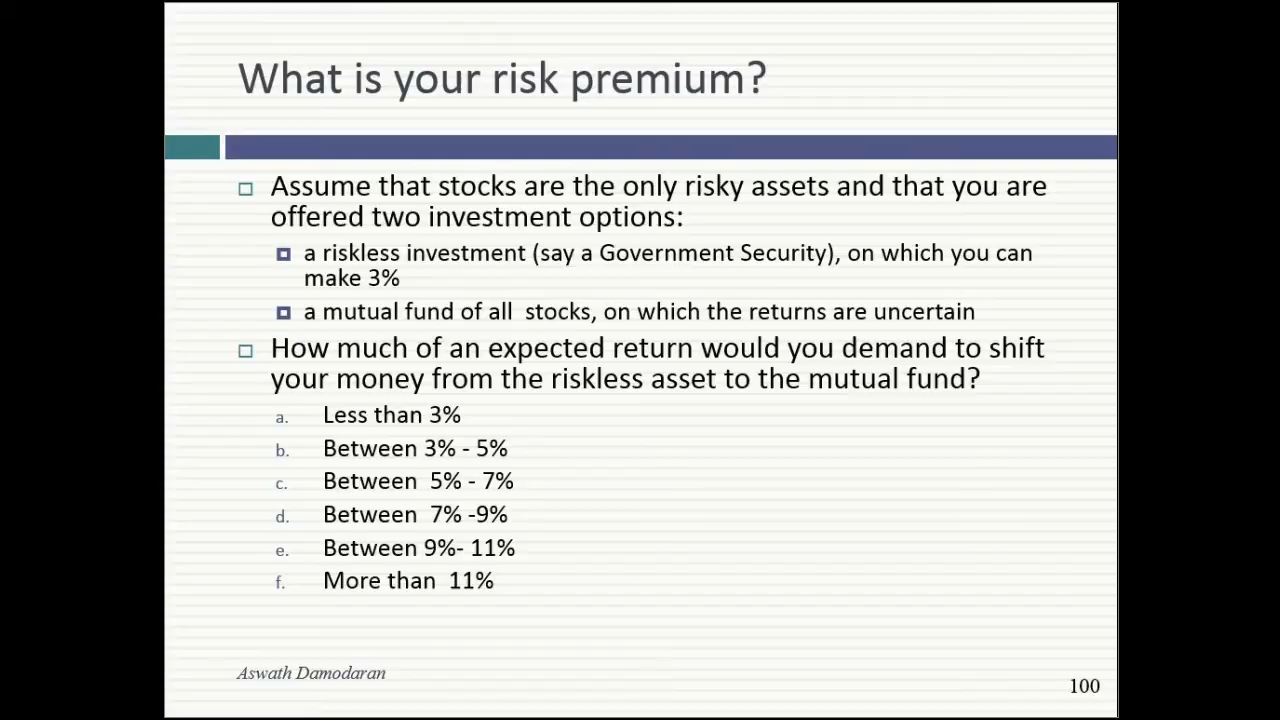 What is your risk premium?
Assume that stocks are the only risky assets and that you are
offered two investment options:
a riskless investment (say a Government Security), on which you can
make 3%
a mutual fund of all  stocks, on which the returns are uncertain
How much of an expected return would you demand to shift
your money from the riskless asset to the mutual fund?
a. Less than 3%
b. Between 3% - 5%
c. Between  5% - 7%
d. Between  7% -9%
e. Between 9%- 11%
f. More than  11%
Aswath Damodaran
100